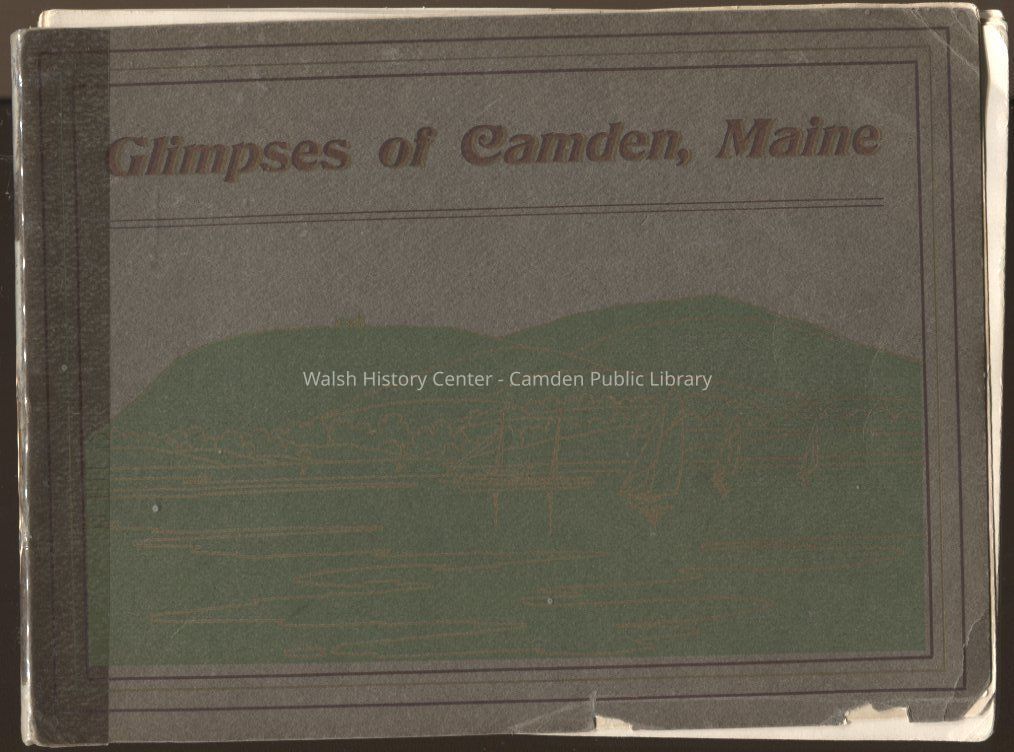 Glimpses of Camden, Maine
Walsh History Center - Camden Public Library